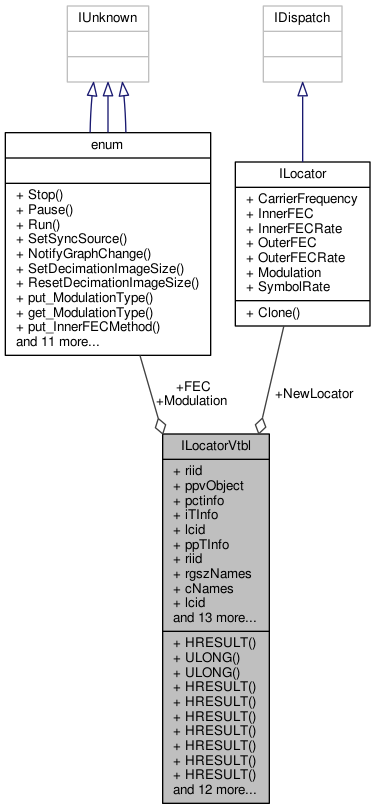 IUnknown
IDispatch
enum
+ Stop()
+ Pause()
+ Run()
+ SetSyncSource()
+ NotifyGraphChange()
+ SetDecimationImageSize()
+ ResetDecimationImageSize()
+ put_ModulationType()
+ get_ModulationType()
+ put_InnerFECMethod()
and 11 more...
ILocator
+ CarrierFrequency
+ InnerFEC
+ InnerFECRate
+ OuterFEC
+ OuterFECRate
+ Modulation
+ SymbolRate
+ Clone()
+FEC
+Modulation
+NewLocator
ILocatorVtbl
+ riid
+ ppvObject
+ pctinfo
+ iTInfo
+ lcid
+ ppTInfo
+ riid
+ rgszNames
+ cNames
+ lcid
and 13 more...
+ HRESULT()
+ ULONG()
+ ULONG()
+ HRESULT()
+ HRESULT()
+ HRESULT()
+ HRESULT()
+ HRESULT()
+ HRESULT()
+ HRESULT()
and 12 more...